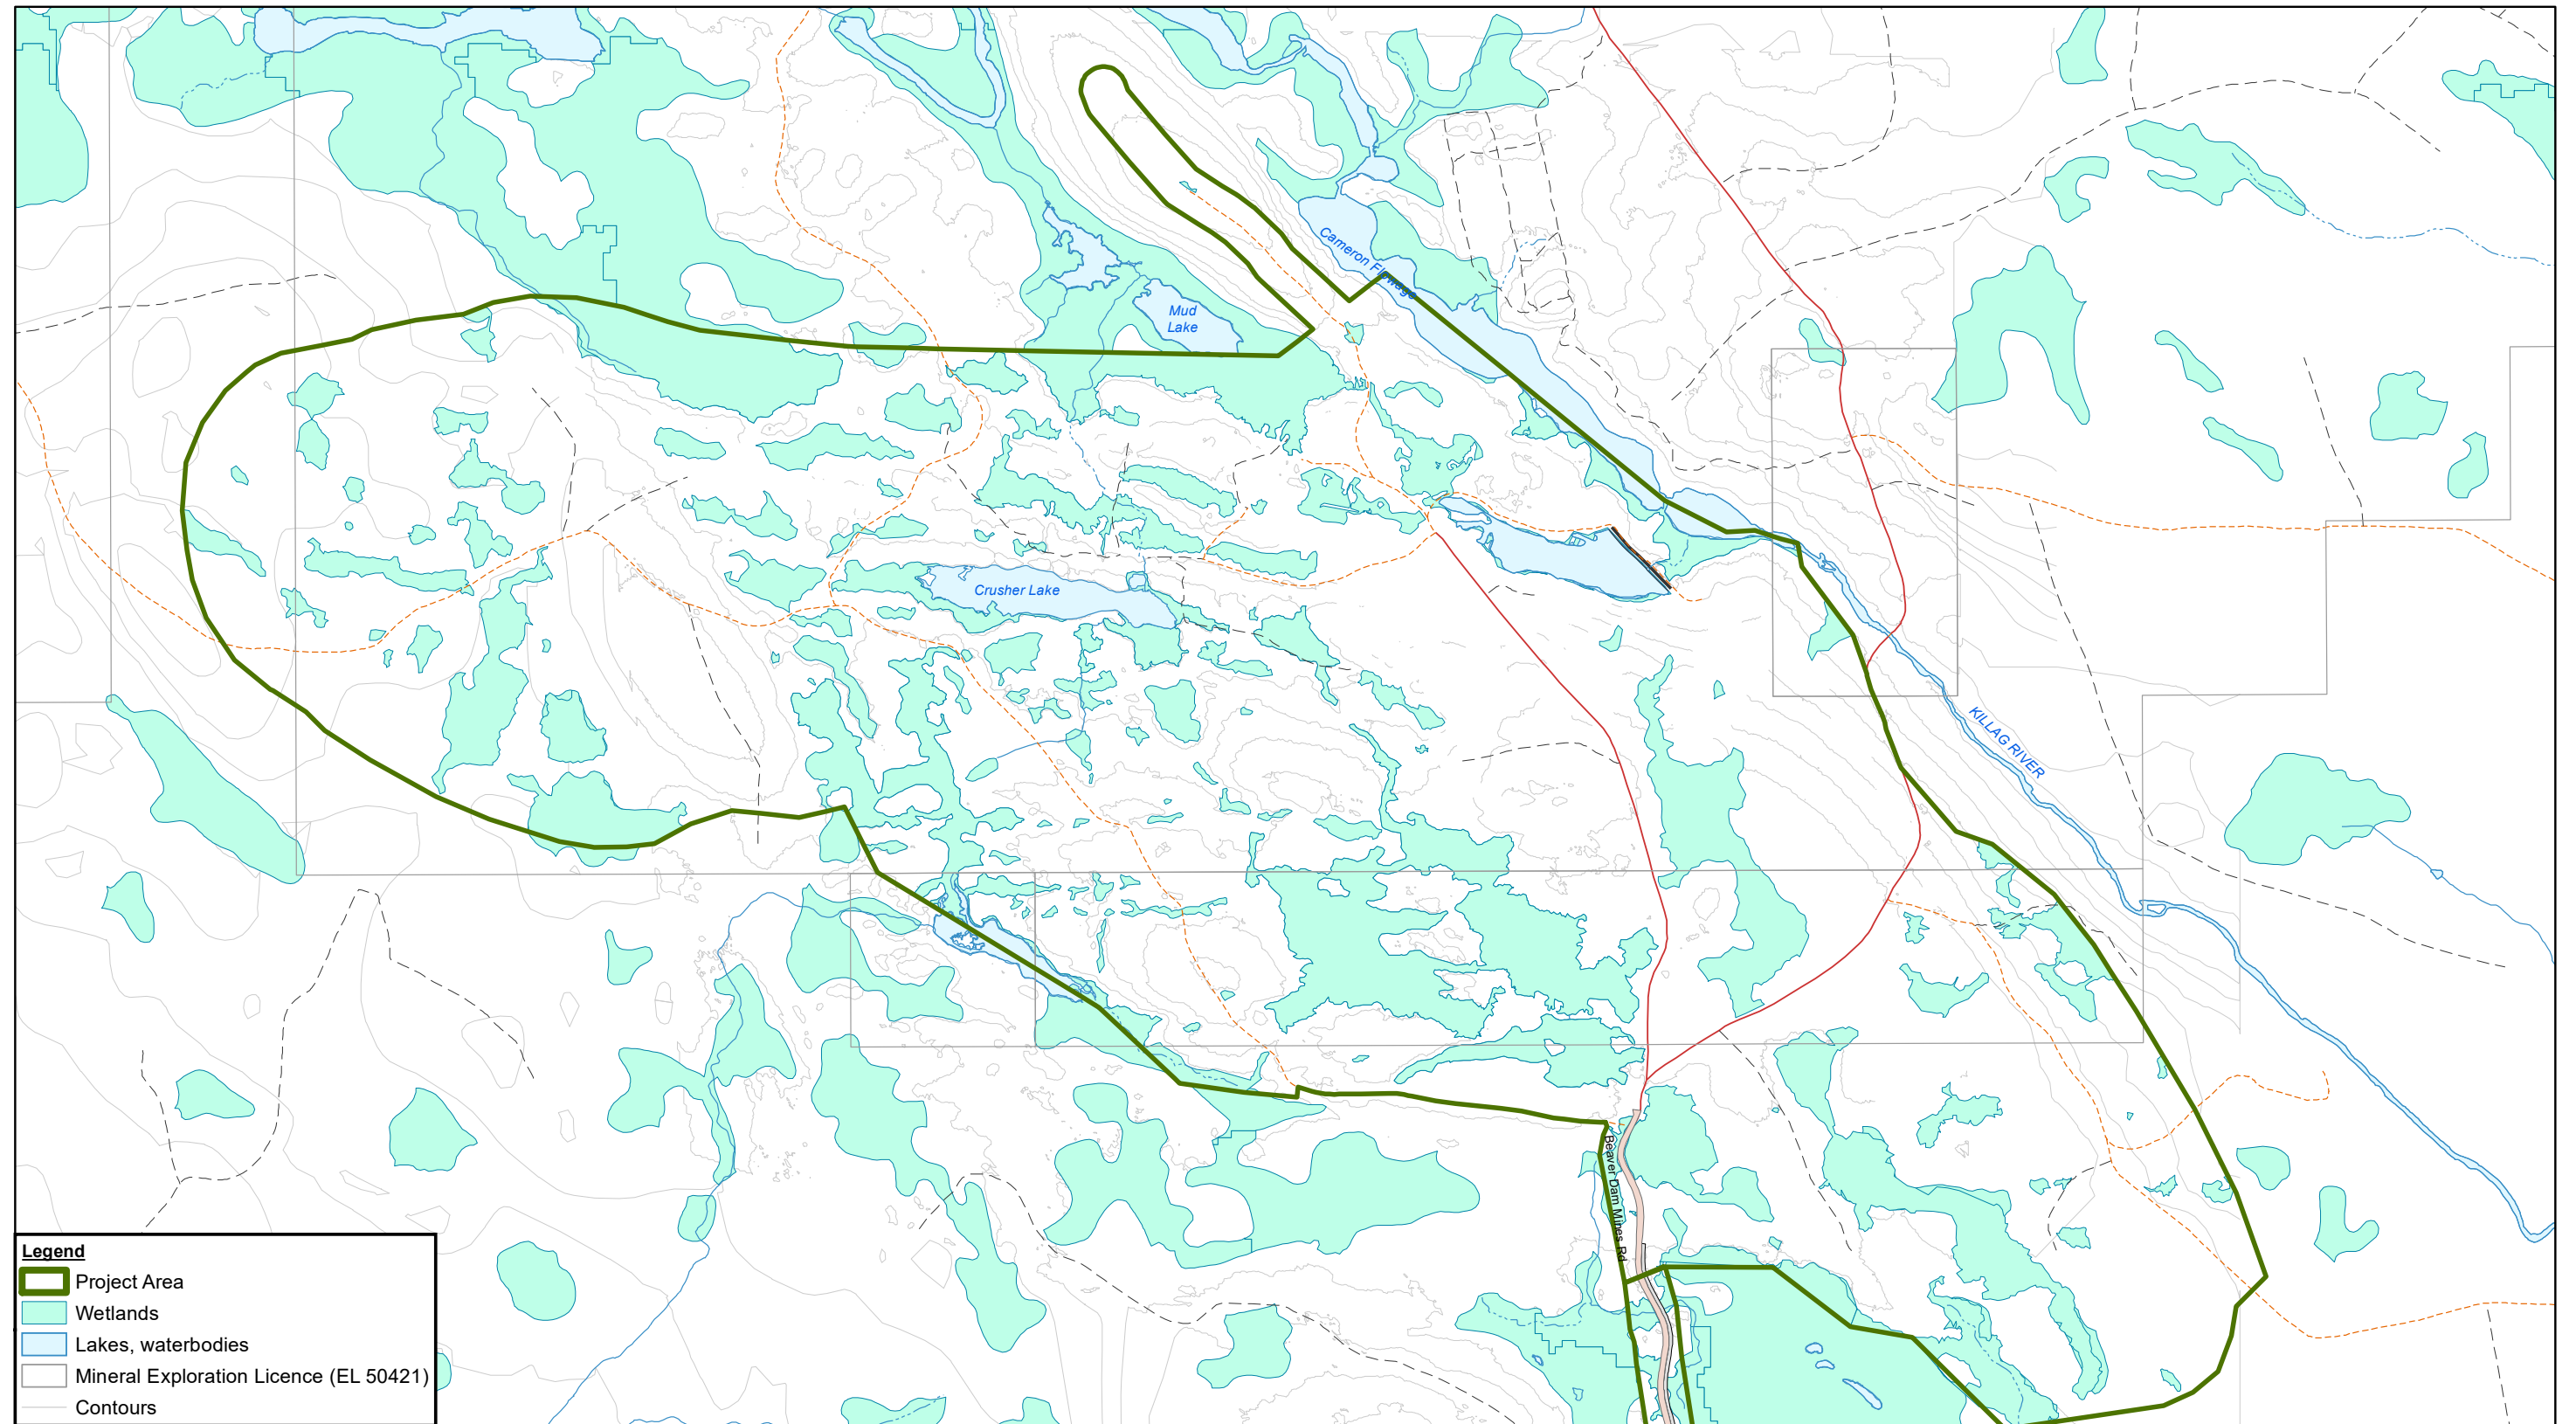 Cameron Flowage
Mud
Lake
Crusher Lake
KILLAG RIVER
Beaver Dam Mines Rd
Legend
Project Area
Wetlands
Lakes, waterbodies
Mineral Exploration Licence (EL 50421)
Contours